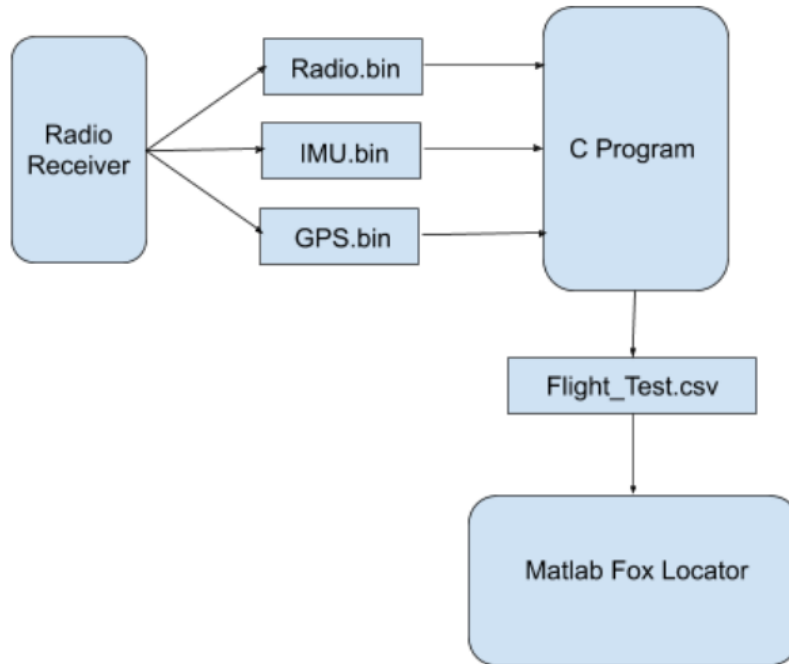 Radio
Receiver
Radio.bin
IMU.bin
GPS.bin
C Program
Flight_Test.csv
Matlab Fox Locator